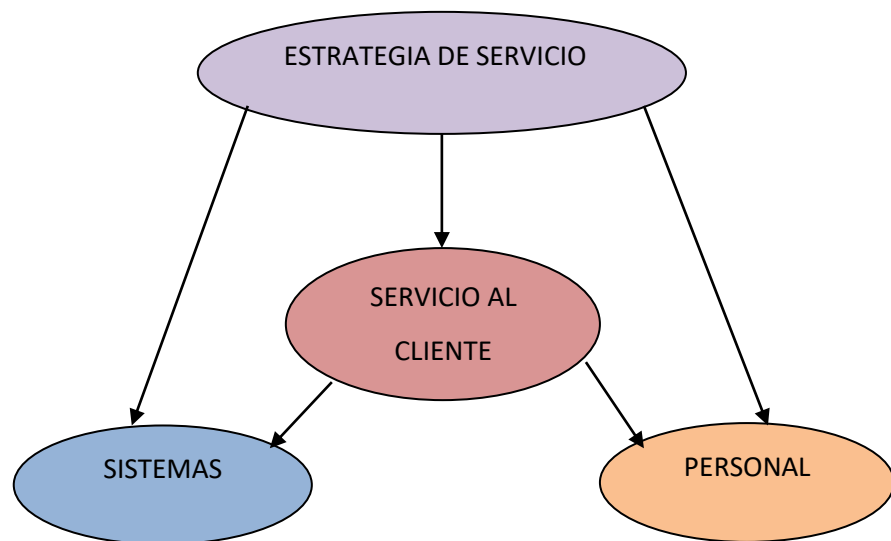 ESTRATEGIA DE SERVICIO
SERVICIO AL
CLIENTE
SISTEMAS
PERSONAL